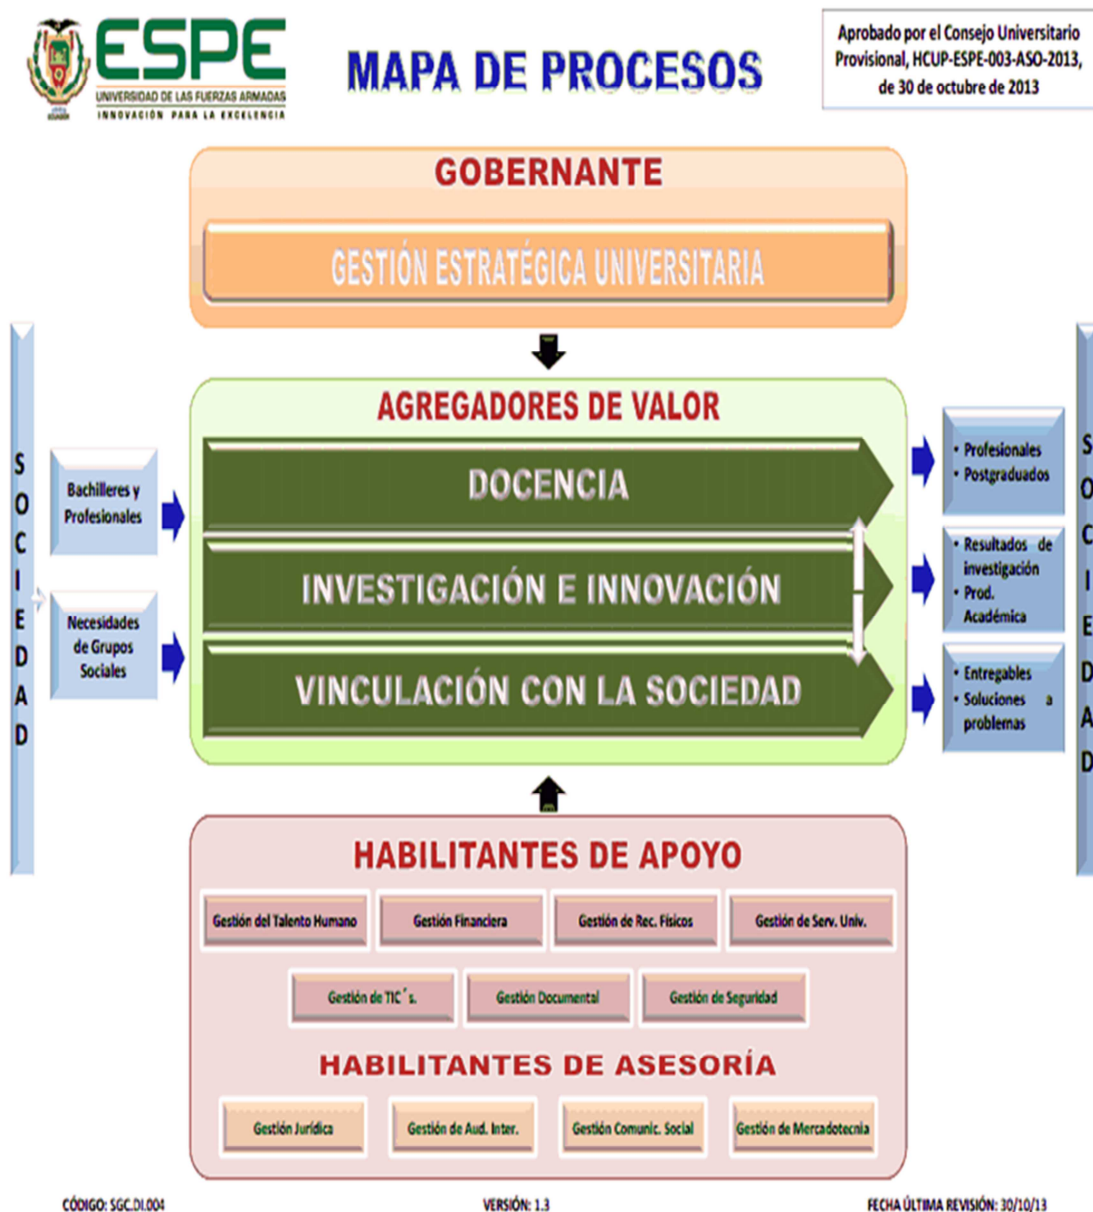 ESPE
UNIVERSIDAD DE LAS FUERZAS ARMADAS
INNOVACIÓN PARA LA EXCELENCIA
MAPA DE PROCESOS
Aprobado por el Consejo Universitario
Provisional, HCUP-ESPE-003-ASO-2013,
de 30 de octubre de 2013
GOBERNANTE
GESTIÓN ESTRATÉGICA UNIVERSITARIA
SOCIEDAD
Bachilleres y
Profesionales
Necesidades
de Grupos
Sociales
AGREGADORES DE VALOR
DOCENCIA
INVESTIGACIÓN E INNOVACIÓN
VINCULACIÓN CON LA SOCIEDAD
• Profesionales
• Postgraduados
• Resultados de
investigación
• Prod.
Académica
• Entregables
• Soluciones a
problemas
SOCIEDAD
HABILITANTES DE APOYO
Gestión del Talento Humano
Gestión Financiera
Gestión de Rec. Físicos
Gestión de Serv. Univ.
Gestión de TIC´s.
Gestión Documental
Gestión de Seguridad
HABILITANTES DE ASESORÍA
Gestión Jurídica
Gestión de Aud. Inter.
Gestión Comunic. Social
Gestión de Mercadotecnia
CÓDIGO: SGC.DI.004
VERSIÓN: 1.3
FECHA ÚLTIMA REVISIÓN: 30/10/13